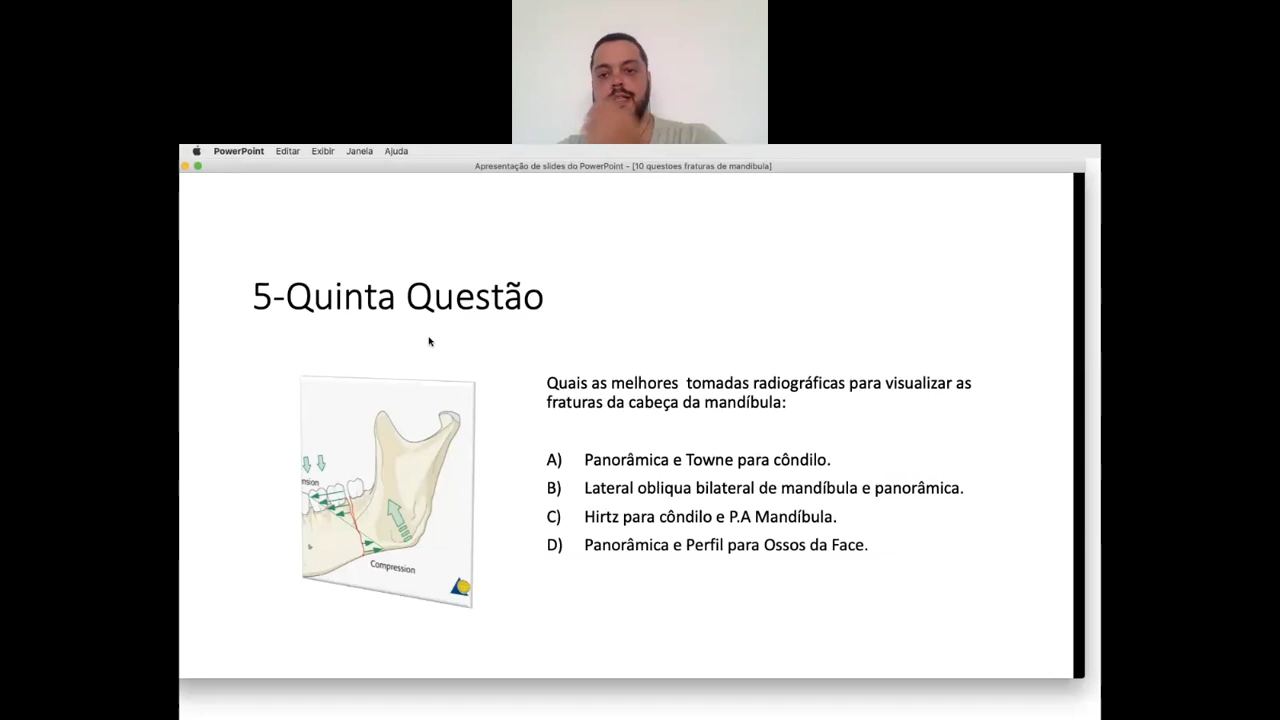 PowerPoint Editar Exibir Janela Ajuda
Apresentação de slides do PowerPoint - [10 questoes fraturas de mandibula]
5-Quinta Questão
Quais as melhores tomadas radiográficas para visualizar as
fraturas da cabeça da mandíbula:
A) Panorâmica e Towne para côndilo.
B) Lateral obliqua bilateral de mandíbula e panorâmica.
C) Hirtz para côndilo e P.A Mandíbula.
D) Panorâmica e Perfil para Ossos da Face.
nsion
Compression